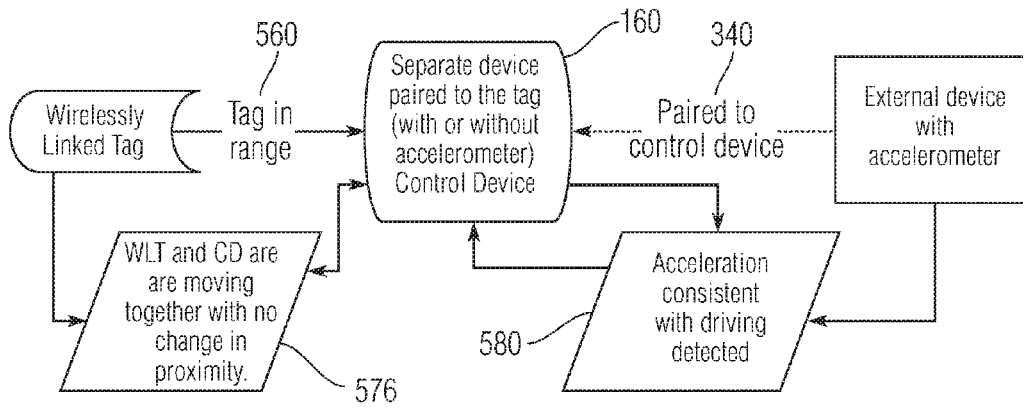 560
160
340
Wirelessly
Linked Tag
Tag in
range
Separate device
paired to the tag
(with or without
accelerometer)
Control Device
Paired to
control device
External device
with
accelerometer
WLT and CD are
are moving
together with no
change in
proximity.
576
580
Acceleration
consistent
with driving
detected